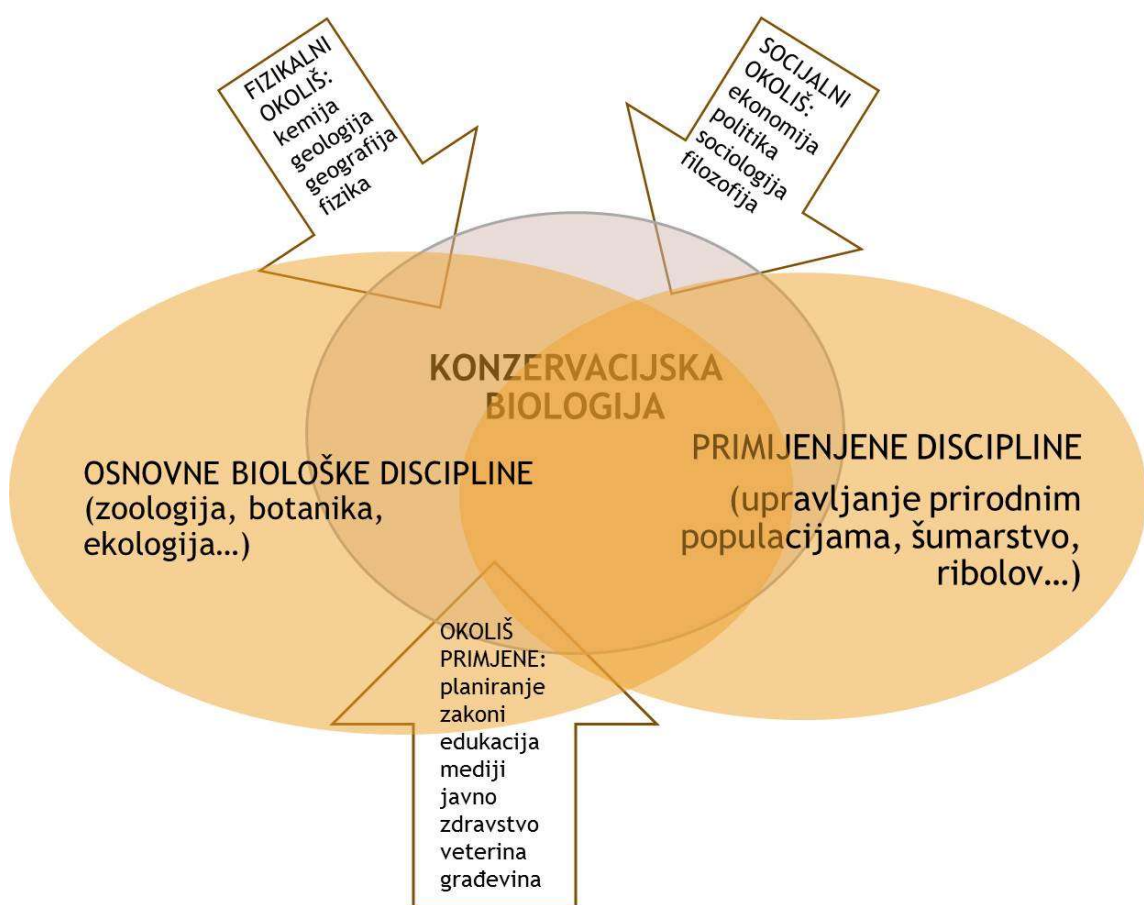 FIZIKALNI
OKOLIŠ:
kemija
geologija
geografija
fizika
SOCIJALNI
OKOLIŠ:
ekonomija
politika
sociologija
filozofija
KONZERVACIJSKA
BIOLOGIJA
OSNOVNE BIOLOŠKE DISCIPLINE
(zoologija, botanika,
ekologija...)
PRIMIJENJENE DISCIPLINE
(upravljanje prirodnim
populacijama, šumarstvo,
ribolov...)
OKOLIŠ
PRIMJENE:
planiranje
zakoni
edukacija
mediji
javno
zdravstvo
veterina
građevina